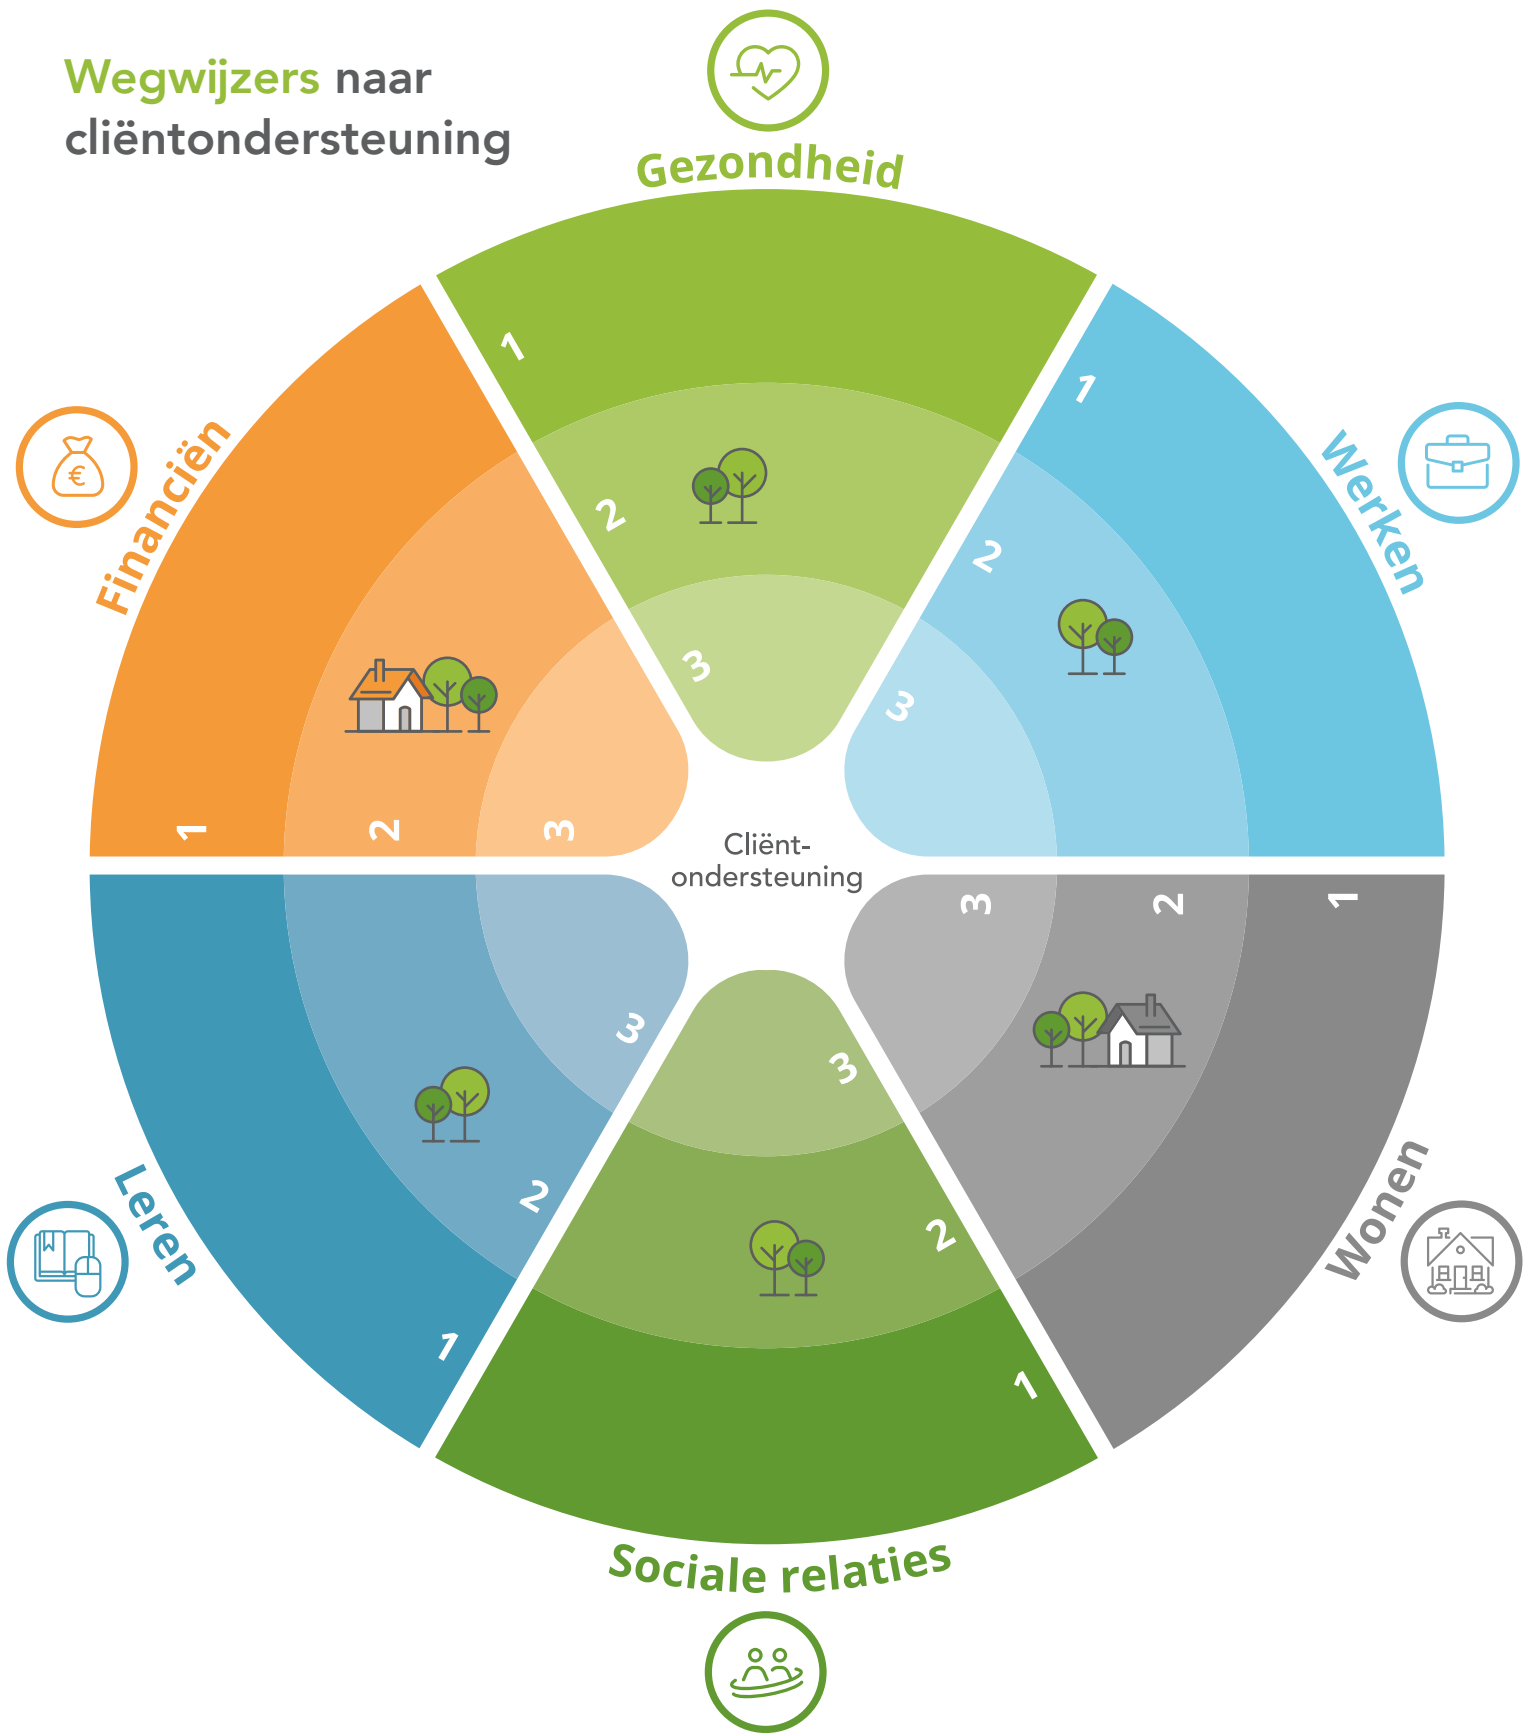 Wegwijzers naar
cliëntondersteuning
Gezondheid
1
2
3
Werken
1
2
3
Financiën
€
1
2
3
Cliënt-
ondersteuning
Wonen
3
2
1
Leren
3
2
1
3
2
1
Sociale relaties